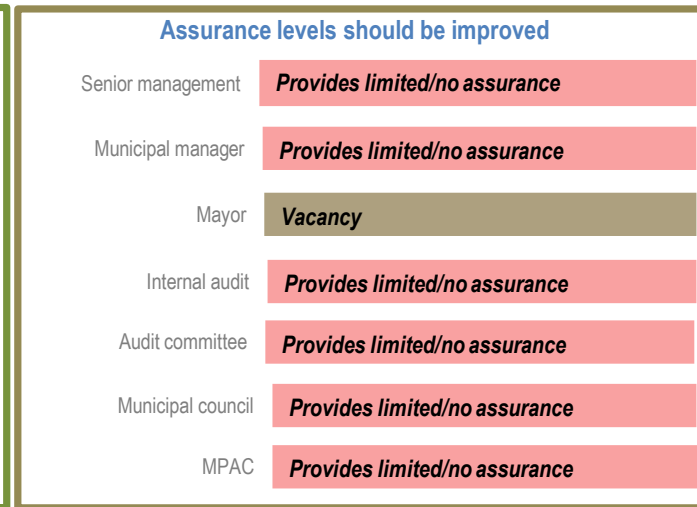 Assurance levels should be improved
Senior management Provides limited/no assurance
Municipal manager Provides limited/no assurance
Mayor Vacancy
Internal audit Provides limited/no assurance
Audit committee Provides limited/no assurance
Municipal council Provides limited/no assurance
MPAC Provides limited/no assurance